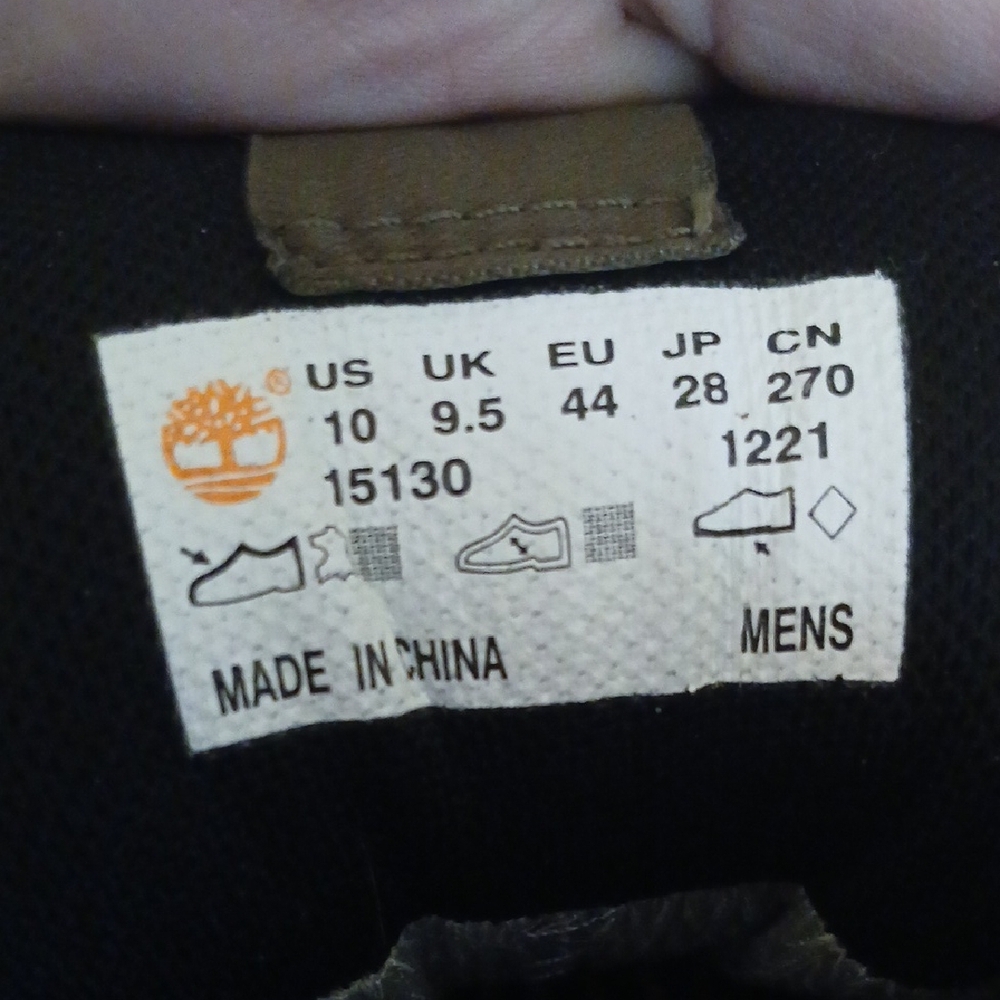 US UK EU JP CN
10 9.5 44 28 270
15130 1221
MADE IN CHINA
MENS
®